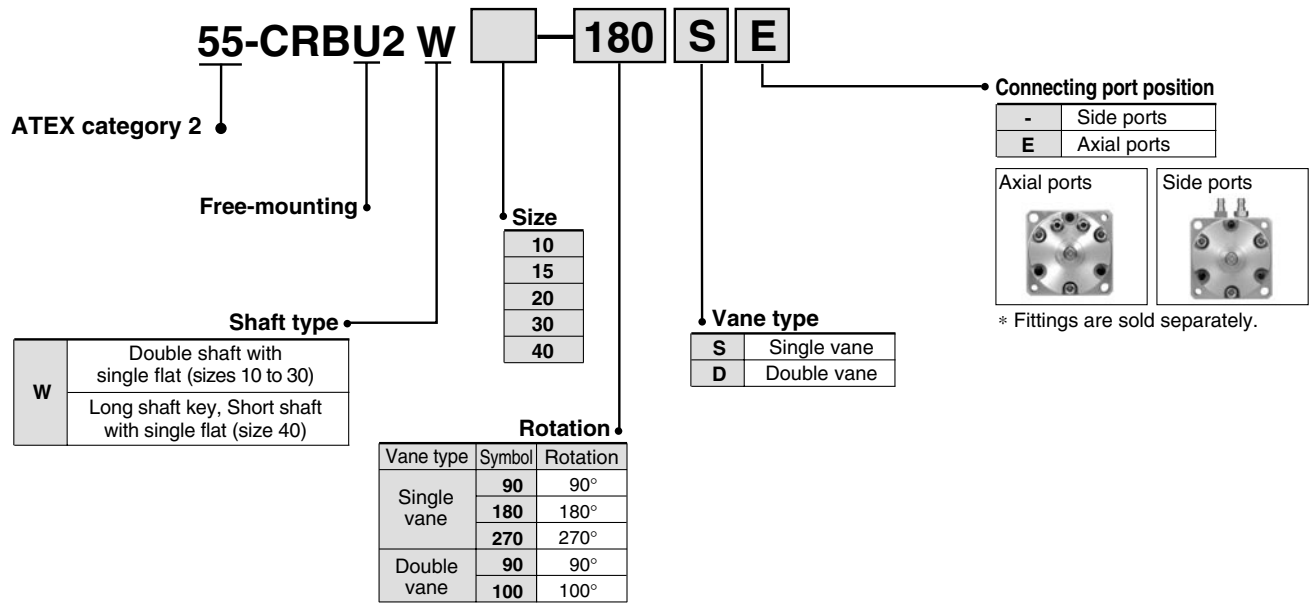 55-CRBU2 W — 180 S E
ATEX category 2
Free-mounting
Shaft type
W
Double shaft with
single flat (sizes 10 to 30)
Long shaft key, Short shaft
with single flat (size 40)
Size
10
15
20
30
40
Rotation
Vane type Symbol Rotation
Single
vane
90 90°
180 180°
270 270°
Double
vane
90 90°
100 100°
Vane type
S Single vane
D Double vane
Connecting port position
- Side ports
E Axial ports
Axial ports
Side ports
* Fittings are sold separately.